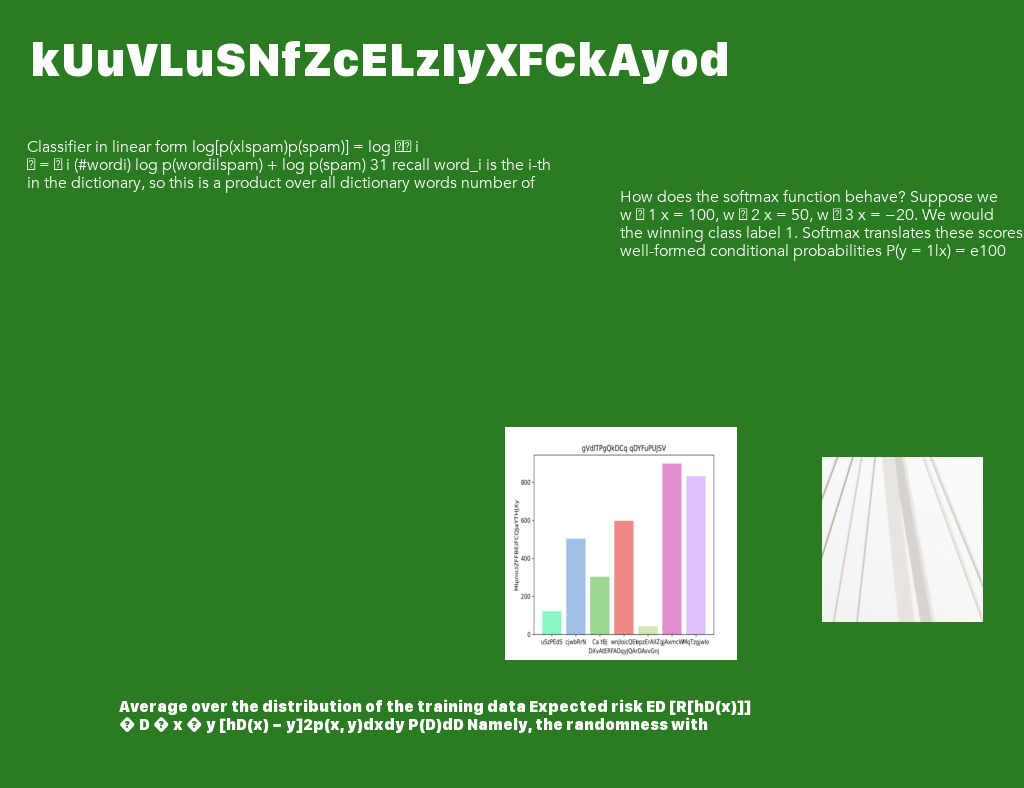 kUuVLuSNfZcELzIyXFCkAyod
Classifier in linear form log[p(x|spam)p(spam)] = log i
= i (#wordi) log p(wordi|spam) + log p(spam) 31 recall word_i is the i-th
in the dictionary, so this is a product over all dictionary words number of
How does the softmax function behave? Suppose we
w 1 x = 100, w 2 x = 50, w 3 x = −20. We would
the winning class label 1. Softmax translates these scores
well-formed conditional probabilities P(y = 1|x) = e100
gVdlTPgQkDCq qDYFuPUJSV
800
600
400
200
0
uSzPEdS cjwbRrN Ca tBj
Average over the distribution of the training data Expected risk ED [R[hD(x)]]
� D � x � y [hD(x) − y]2p(x, y)dxdy P(D)dD Namely, the randomness with